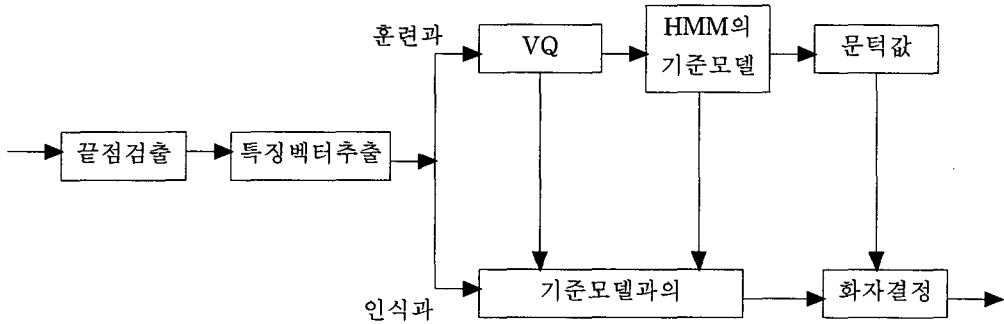 훈련과
VQ
HMM의
기준모델
문턱값
끝점검출
특징벡터추출
인식과
기준모델과의
화자결정